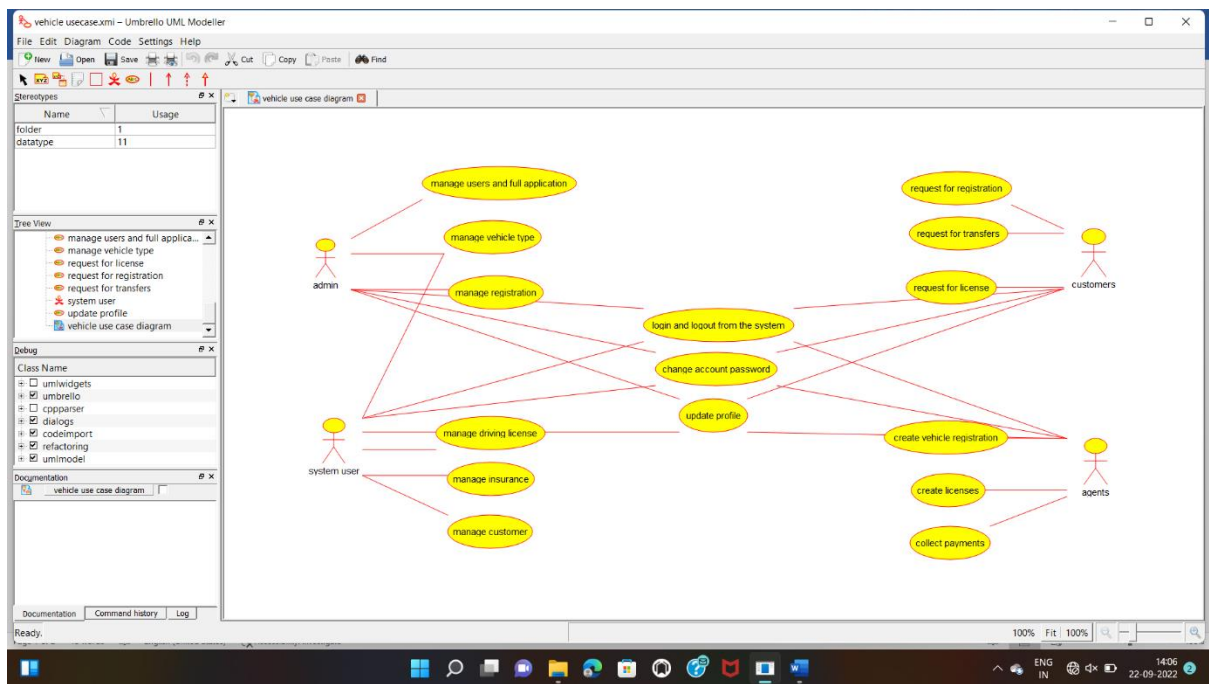 vehicle usecase.xmi – Umbrello UML Modeller
File Edit Diagram Code Settings Help
New Open Save Cut Copy Paste Find
XYZ
Stereotypes
vehicle use case diagram
Name Usage
folder 1
datatype 11
Tree View
manage users and full applica...
manage vehicle type
request for license
request for registration
request for transfers
system user
update profile
vehicle use case diagram
Debug
Class Name
umlwidgets
umbrello
cppparser
dialogs
codeimport
refactoring
umlmodel
Documentation
vehicle use case diagram
Documentation Command history Log
manage users and full application
request for registration
manage vehicle type
request for transfers
admin
customers
manage registration
request for license
login and logout from the system
change account password
update profile
manage driving license
create vehicle registration
system user
manage insurance
create licenses
agents
manage customer
collect payments
Ready.
100% Fit 100%
ENG
IN
14:06
22-09-2022
2